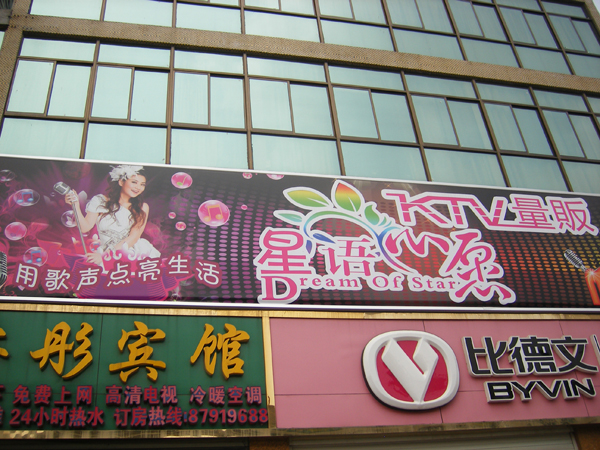 KTV量贩
星语心愿
Dream Of Star
用歌声点亮生活
彤宾馆
免费上网 高清电视 冷暖空调
24小时热水 订房热线:87919688
比德文
BYVIN